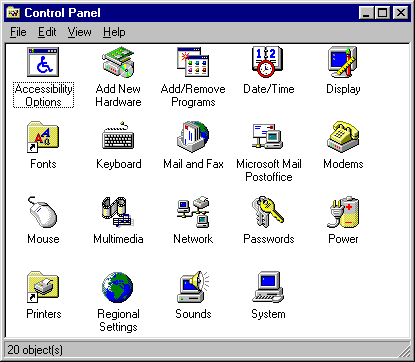 Control Panel
File Edit View Help
Accessibility Options Add New Hardware Add/Remove Programs Date/Time Display
Fonts Keyboard Mail and Fax Microsoft Mail Postoffice Modems
Mouse Multimedia Network Passwords Power
Printers Regional Settings Sounds System
20 object(s)